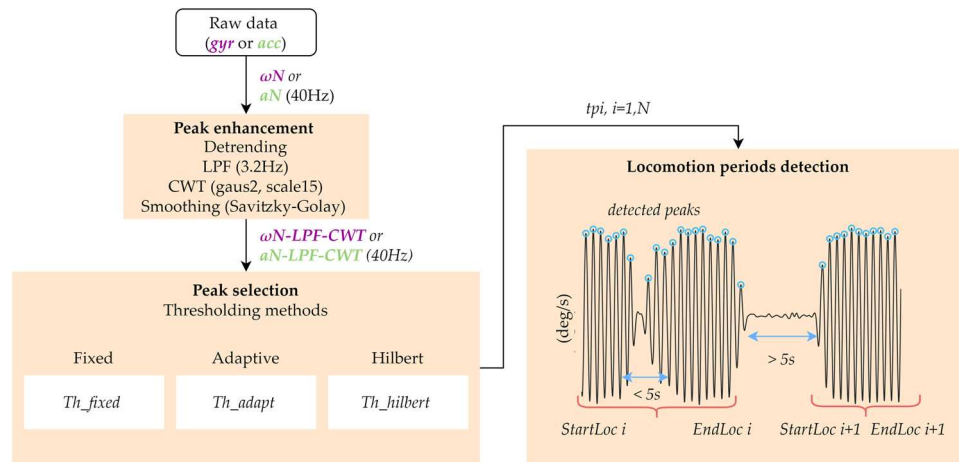 Raw data
(gyr or acc)
ωN or
aN (40Hz)
Peak enhancement
Detrending
LPF (3.2Hz)
CWT (gaus2, scale15)
Smoothing (Savitzky-Golay)
ωN-LPF-CWT or
aN-LPF-CWT (40Hz)
Peak selection
Thresholding methods
Fixed
Adaptive
Hilbert
Th_fixed
Th_adapt
Th_hilbert
tpi, i=1,N
Locomotion periods detection
detected peaks
(deg/s)
> 5s
< 5s
StartLoc i
EndLoc i
StartLoc i+1
EndLoc i+1